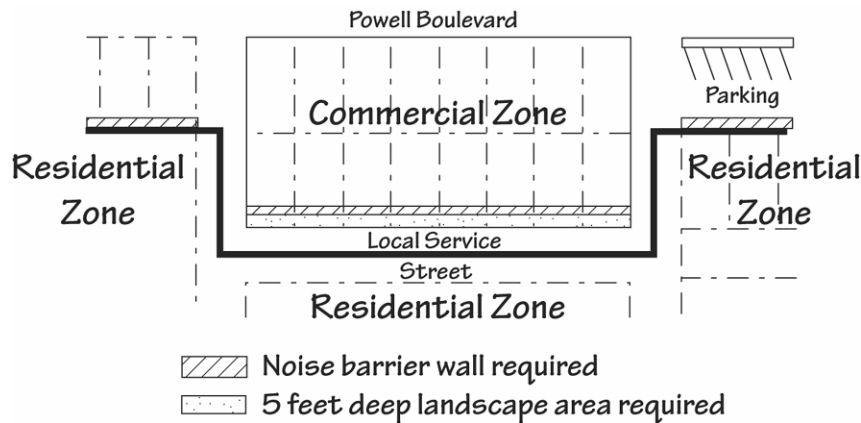 Powell Boulevard
Commercial Zone
Parking
Residential
Zone
Residential
Zone
Local Service
Street
Residential Zone
Noise barrier wall required
5 feet deep landscape area required